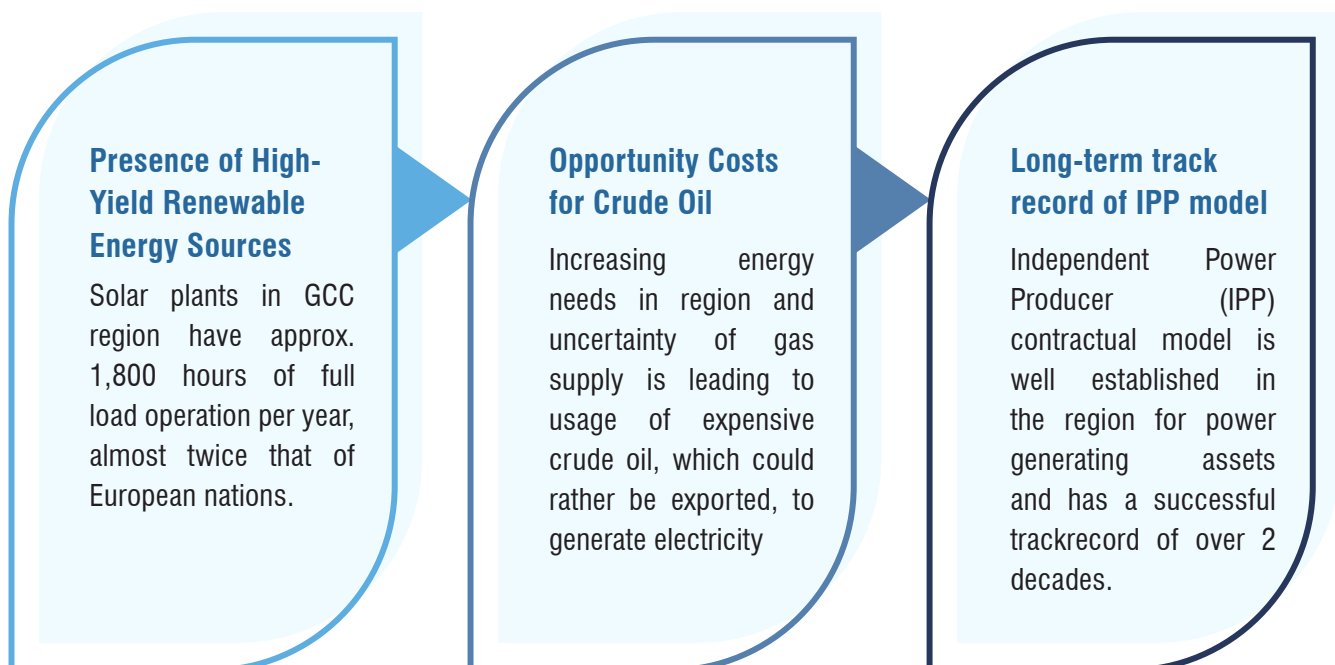 Presence of High-
Yield Renewable
Energy Sources
Solar plants in GCC
region have approx.
1,800 hours of full
load operation per year,
almost twice that of
European nations.
Opportunity Costs
for Crude Oil
Increasing energy
needs in region and
uncertainty of gas
supply is leading to
usage of expensive
crude oil, which could
rather be exported, to
generate electricity
Long-term track
record of IPP model
Independent Power
Producer (IPP)
contractual model is
well established in
the region for power
generating assets
and has a successful
trackrecord of over 2
decades.